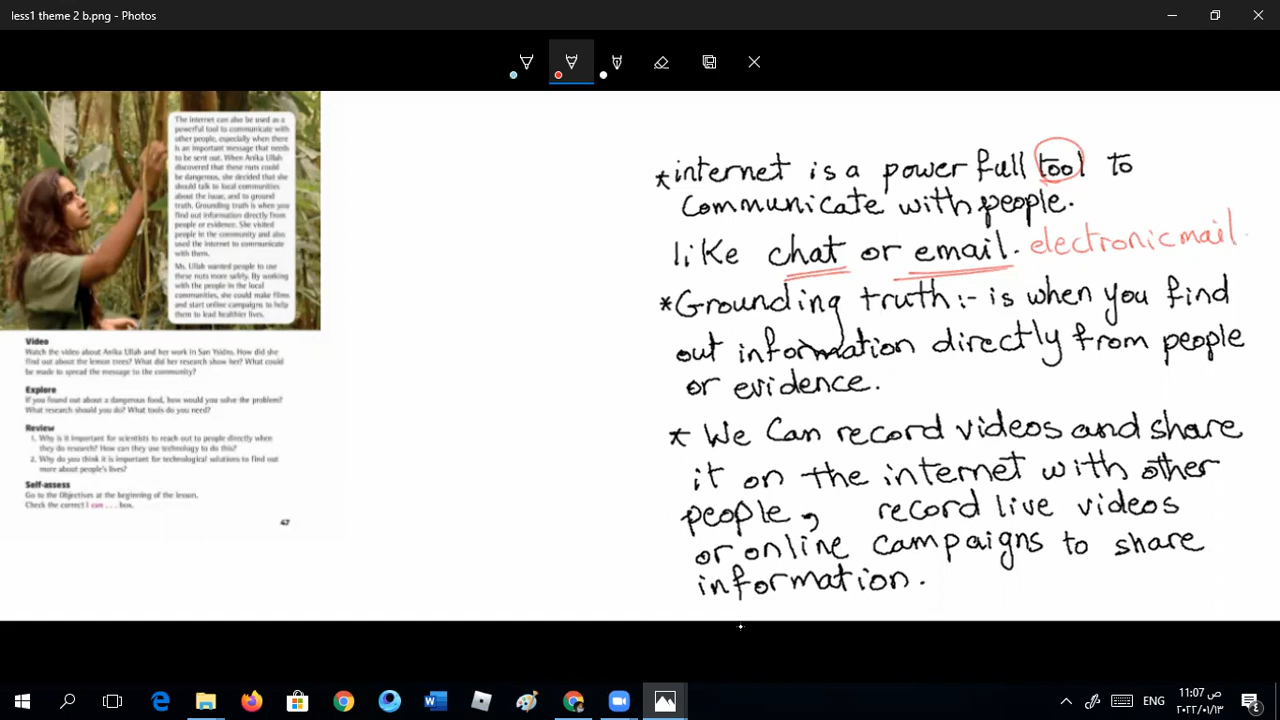 less1 theme 2 b.png - Photos
The internet can also be used as a
powerful tool to communicate with
other people, especially when there
is an important message that needs
to be sent out. When Anika Ullah
discovered that these nuts could
be dangerous, she decided that she
should talk to local communities
about the issue, and to ground
truth. Grounding truth is when you
find out information directly from
people or evidence. She visited
people in the community and also
used the internet to communicate
with them.
Ms. Ullah wanted people to use
these nuts more safely. By working
with the people in the local
communities, she could make films
and start online campaigns to help
them to lead healthier lives.
Video
Watch the video about Anika Ullah and her work in San Ysidro. How did she
find out about the lemon trees? What did her research show her? What could
be made to spread the message to the community?
Explore
If you found out about a dangerous food, how would you solve the problem?
What research should you do? What tools do you need?
Review
1. Why is it important for scientists to reach out to people directly when
they do research? How can they use technology to do this?
2. Why do you think it is important for technological solutions to find out
more about people's lives?
Self-assess
Go to the Objectives at the beginning of the lesson.
Check the correct I can . . . box.
47
*internet is a power full tool to
communicate with people.
like chat or email. electronic mail.
*Grounding truth:- is when you find
out information directly from people
or evidence.
* We Can record videos and share
it on the internet with other
people, record live videos
or online campaigns to share
information.
ENG
11:07 ص
٢٠٢٢/٠١/١٣